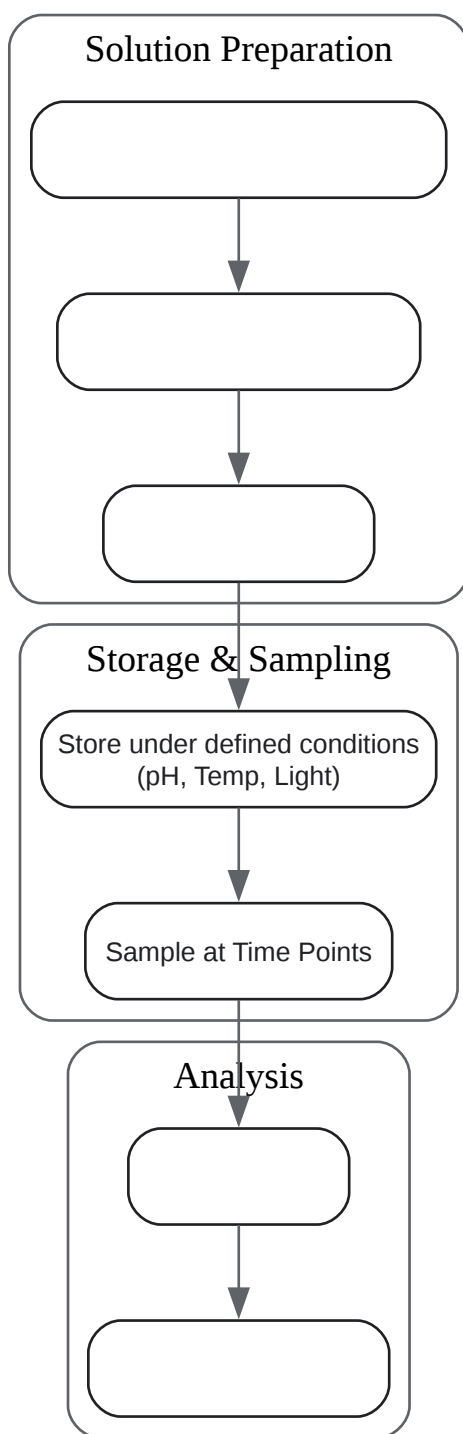 Solution Preparation
Storage & Sampling
Store under defined conditions
(pH, Temp, Light)
Sample at Time Points
Analysis